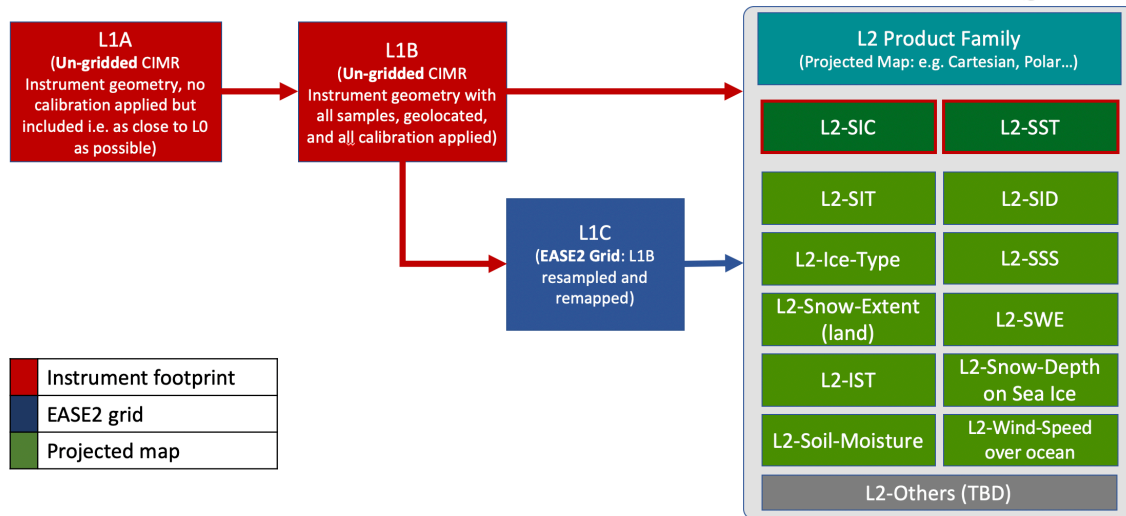 L1A
(Un-gridded CIMR
Instrument geometry, no
calibration applied but
included i.e. as close to L0
as possible)
L1B
(Un-gridded CIMR
Instrument geometry with
all samples, geolocated,
and all calibration applied)
L1C
(EASE2 Grid: L1B
resampled and
remapped)
L2 Product Family
(Projected Map: e.g. Cartesian, Polar…)
L2-SIC
L2-SST
L2-SIT
L2-SID
L2-Ice-Type
L2-SSS
L2-Snow-Extent
(land)
L2-SWE
L2-IST
L2-Snow-Depth
on Sea Ice
L2-Soil-Moisture
L2-Wind-Speed
over ocean
L2-Others (TBD)
Instrument footprint
EASE2 grid
Projected map